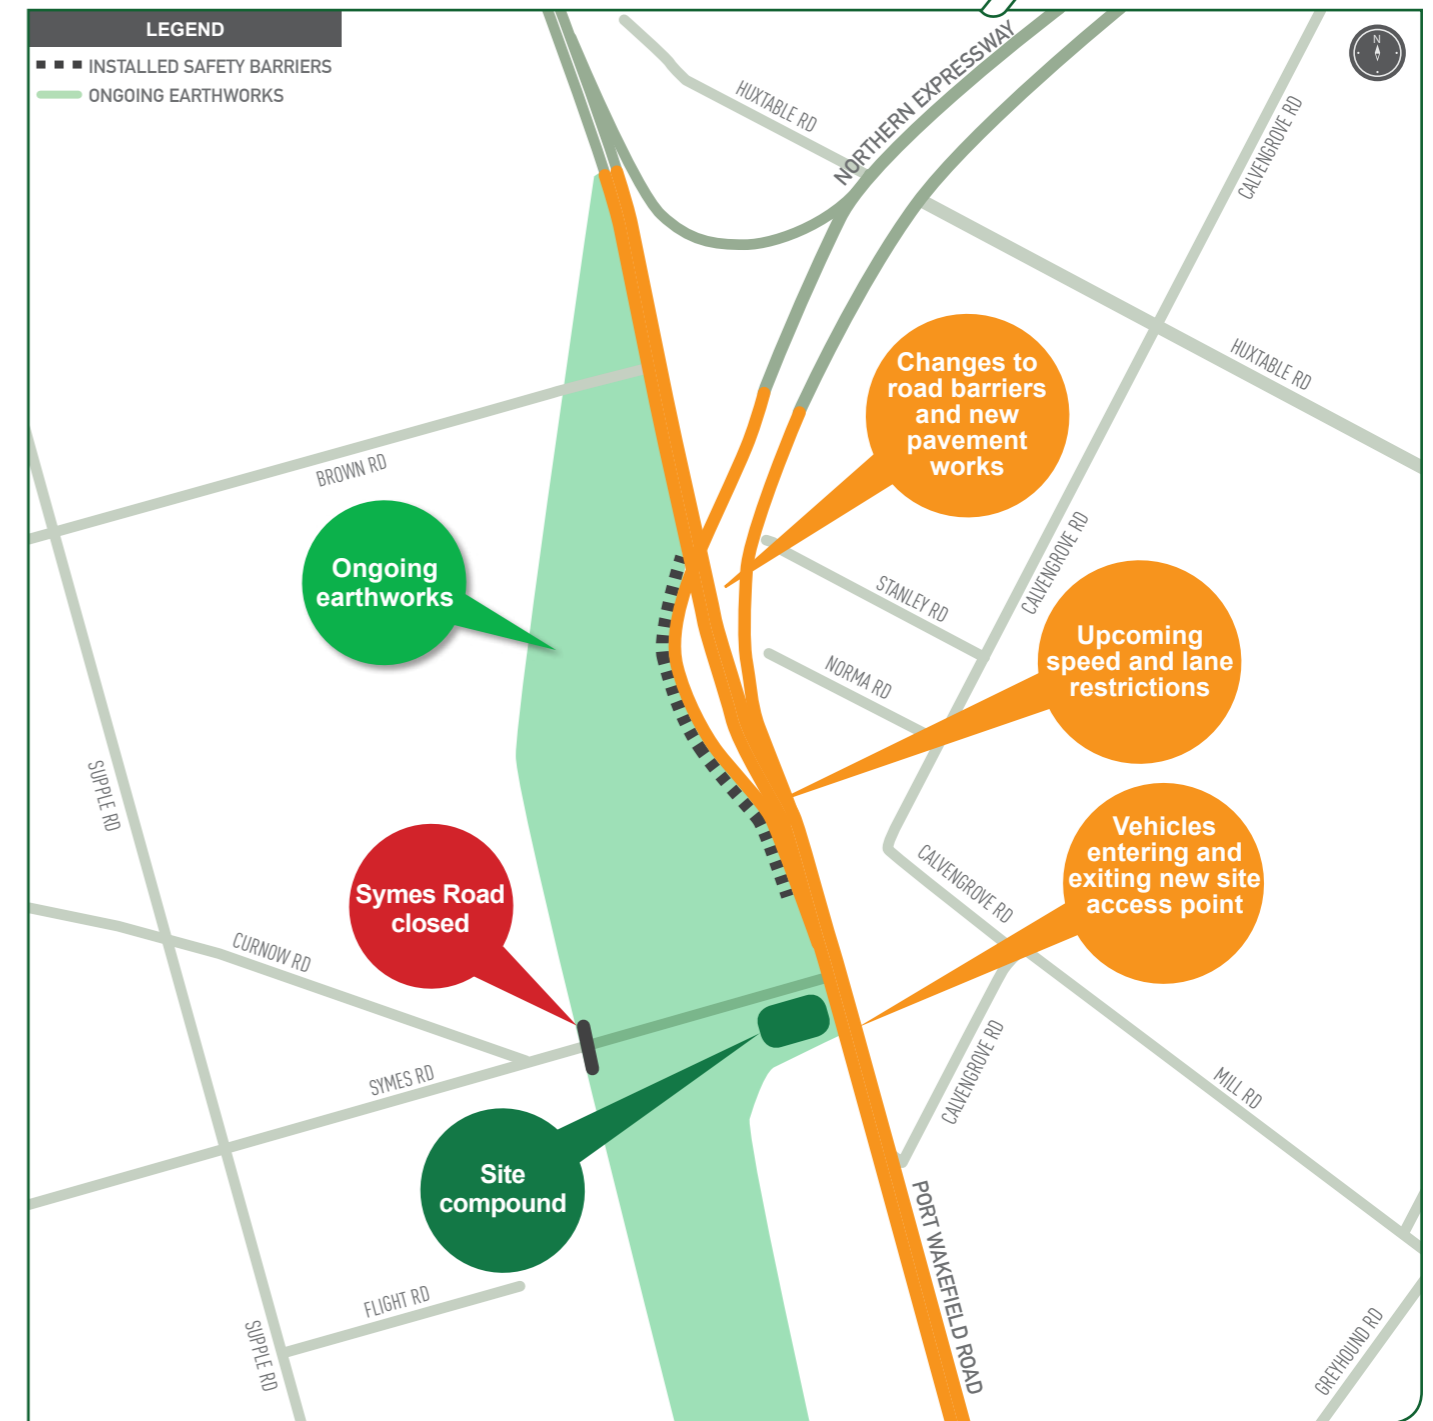 LEGEND
INSTALLED SAFETY BARRIERS
ONGOING EARTHWORKS
N
HUXTABLE RD
NORTHERN EXPRESSWAY
CALVENGROVE RD
HUXTABLE RD
Changes to
road barriers
and new
pavement
works
BROWN RD
Ongoing
earthworks
CALVENGROVE RD
STANLEY RD
NORMA RD
Upcoming
speed and lane
restrictions
SUPPLE RD
Vehicles
entering and
exiting new site
access point
Symes Road
closed
CALVENGROVE RD
CURNOW RD
SYMES RD
CALVENGROVE RD
MILL RD
Site
compound
PORT WAKEFIELD ROAD
FLIGHT RD
SUPPLE RD
GREYHOUND RD